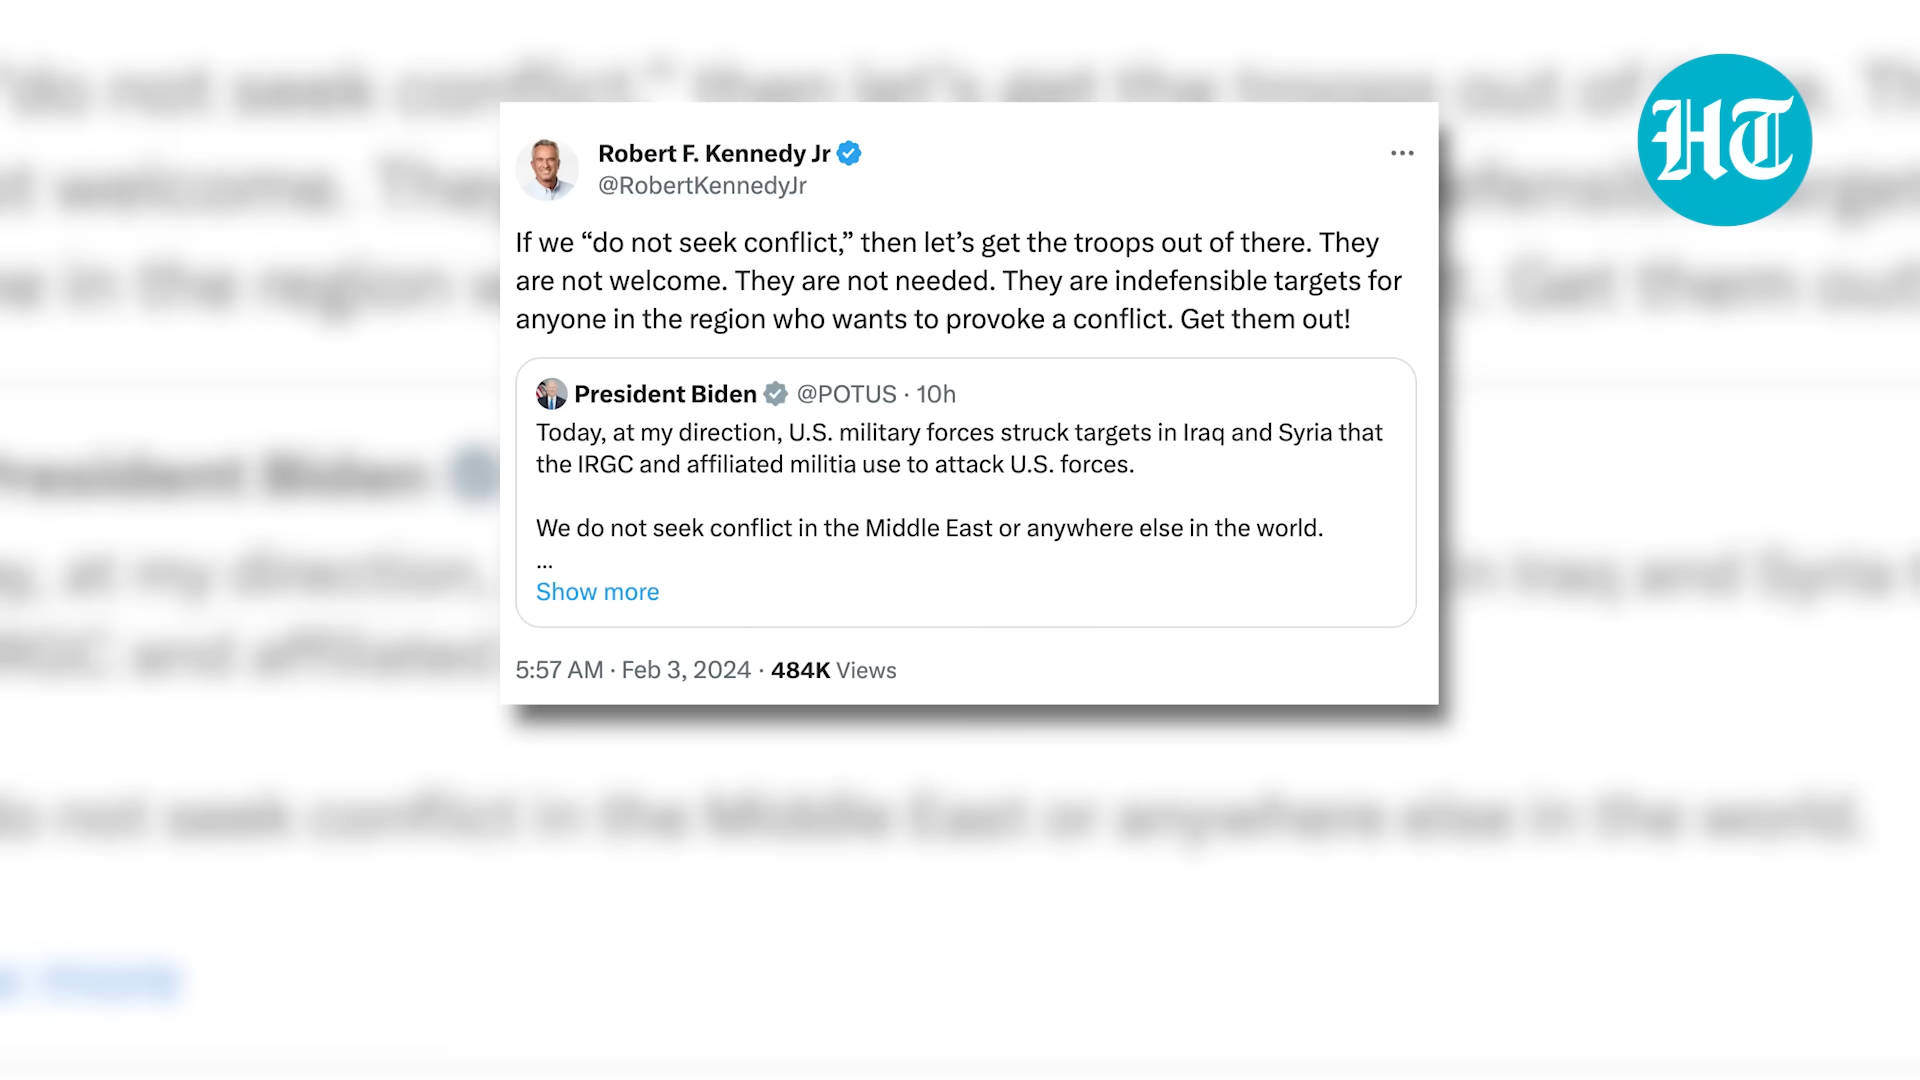 HT
Robert F. Kennedy Jr
@RobertKennedyJr
If we “do not seek conflict,” then let’s get the troops out of there. They
are not welcome. They are not needed. They are indefensible targets for
anyone in the region who wants to provoke a conflict. Get them out!
President Biden @POTUS · 10h
Today, at my direction, U.S. military forces struck targets in Iraq and Syria that
the IRGC and affiliated militia use to attack U.S. forces.
We do not seek conflict in the Middle East or anywhere else in the world.
...
Show more
5:57 AM · Feb 3, 2024 · 484K Views